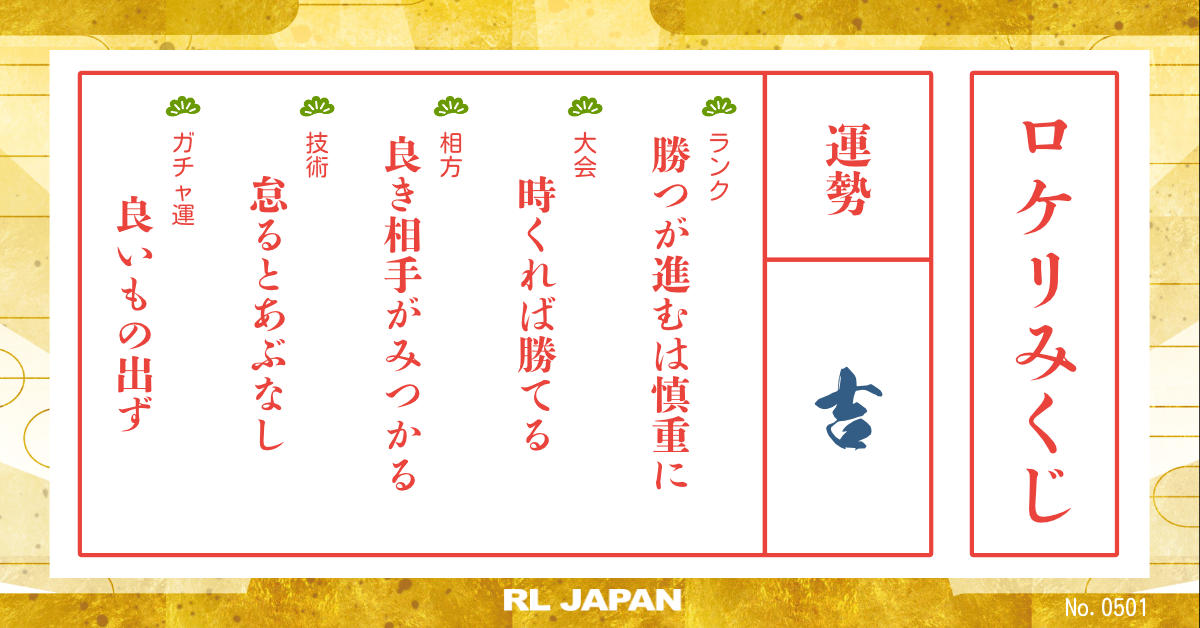 ロケリみくじ
運勢
吉
ランク
勝つが進むは慎重に
大会
時くれば勝てる
相方
良き相手がみつかる
技術
怠るとあぶなし
ガチャ運
良いもの出ず
RL JAPAN
No. 0501